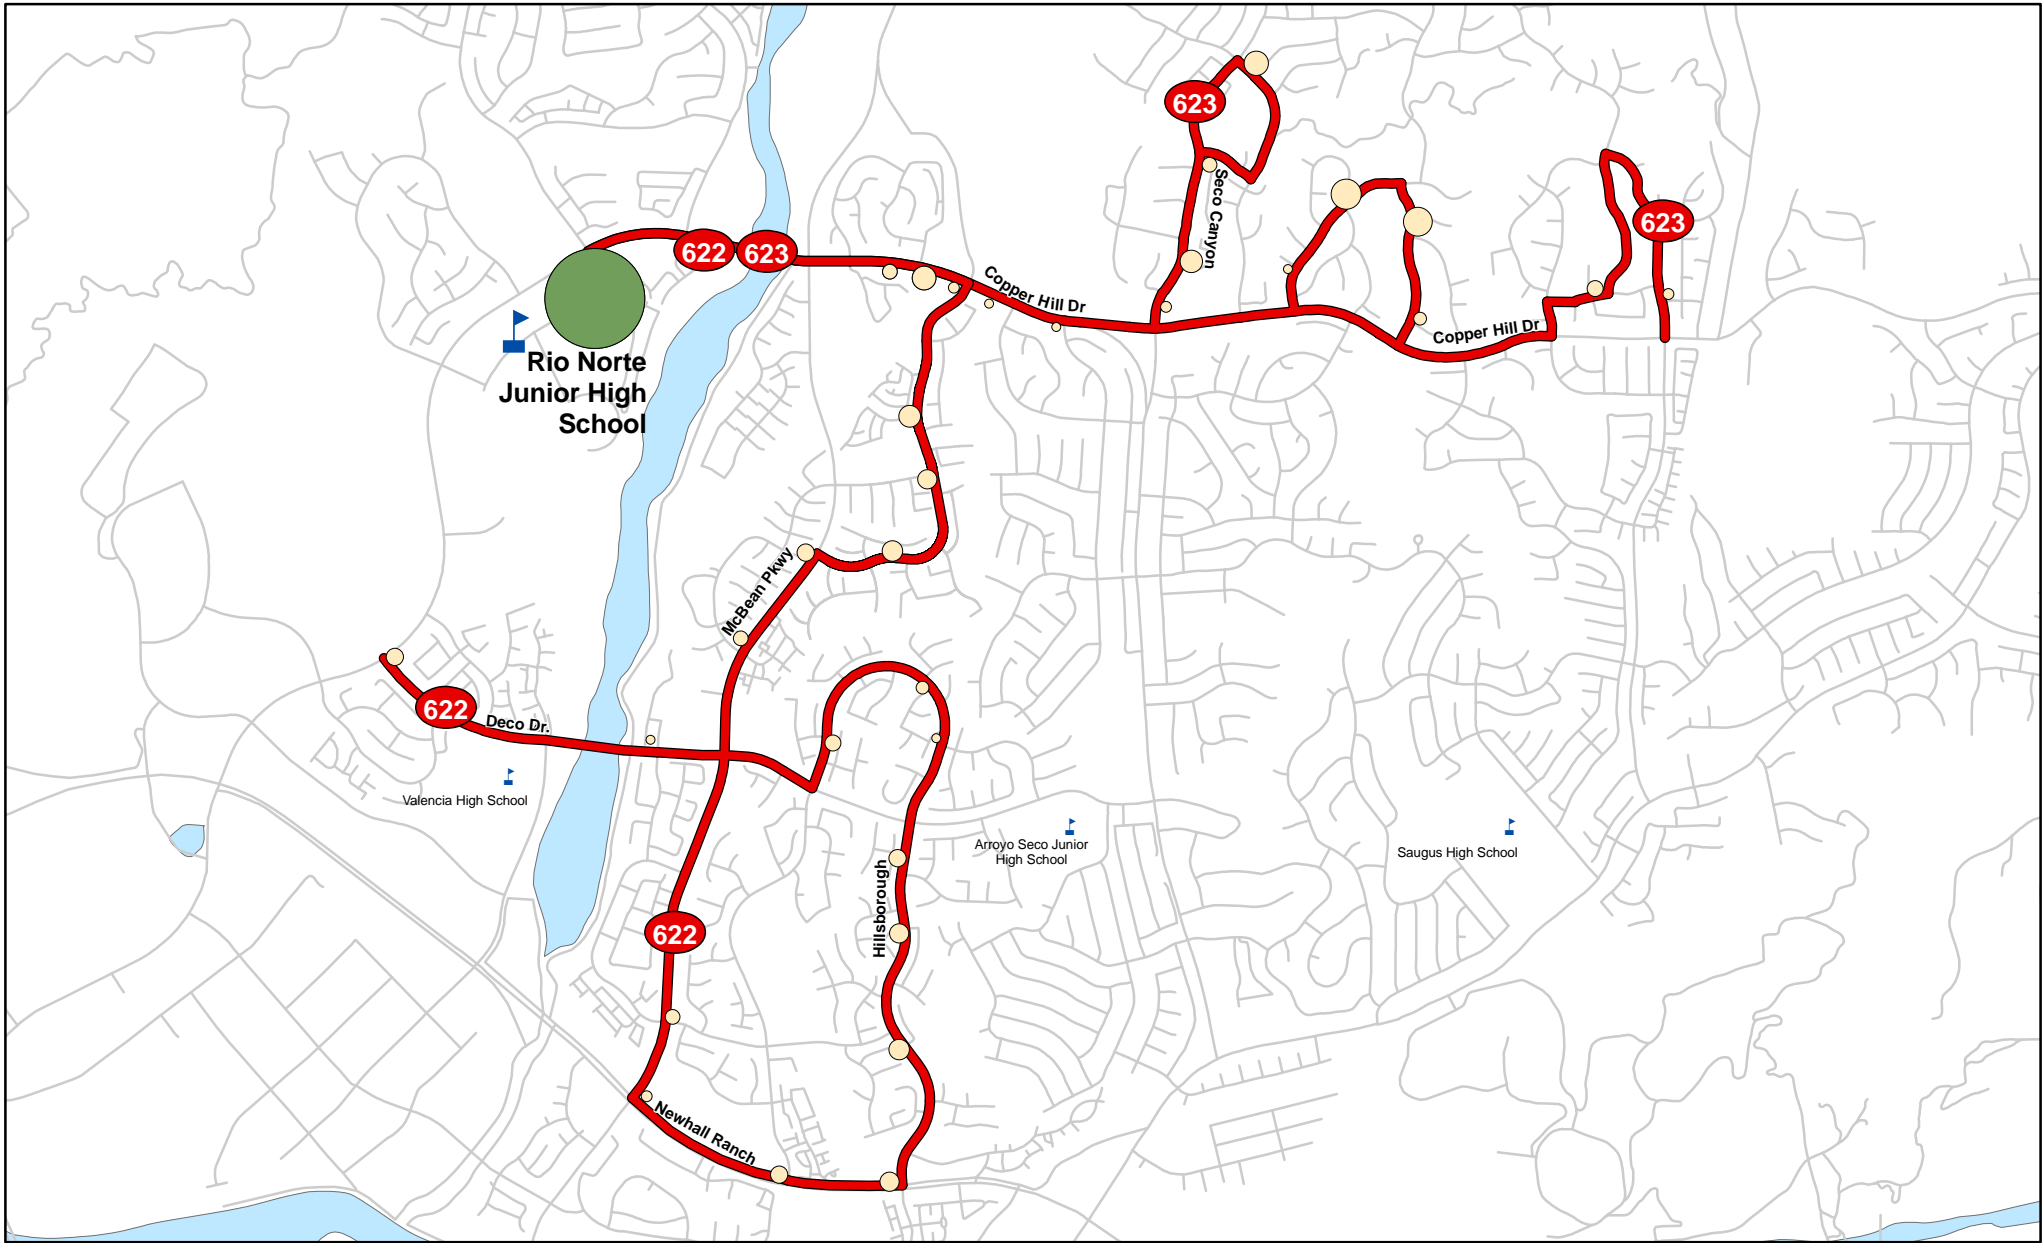 623
Seco Canyon
623
622
623
Copper Hill Dr
Copper Hill Dr
Rio Norte
Junior High
School
McBean Pkwy
622
Deco Dr.
Valencia High School
Arroyo Seco Junior
High School
Saugus High School
Hillsborough
622
Newhall Ranch